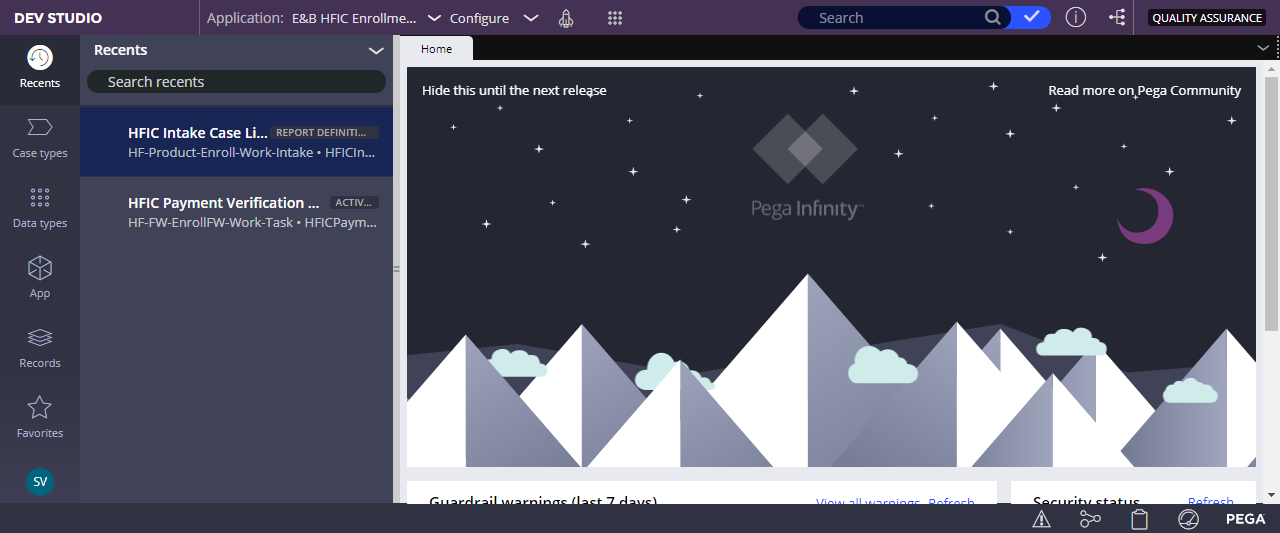 DEV STUDIO
Application: E&B HFIC Enrollme...
Configure
Search
QUALITY ASSURANCE
Recents
Recents
Home
Search recents
Hide this until the next release
Read more on Pega Community
HFIC Intake Case Li...
REPORT DEFINITI...
HF-Product-Enroll-Work-Intake • HFICIn...
Case types
HFIC Payment Verification ...
ACTIV...
HF-FW-EnrollFW-Work-Task • HFICPaym...
Data types
Pega Infinity™
App
Records
Favorites
SV
Guardrail warnings (last 7 days)
View all warnings
Refresh
Security status
Refresh
PEGA